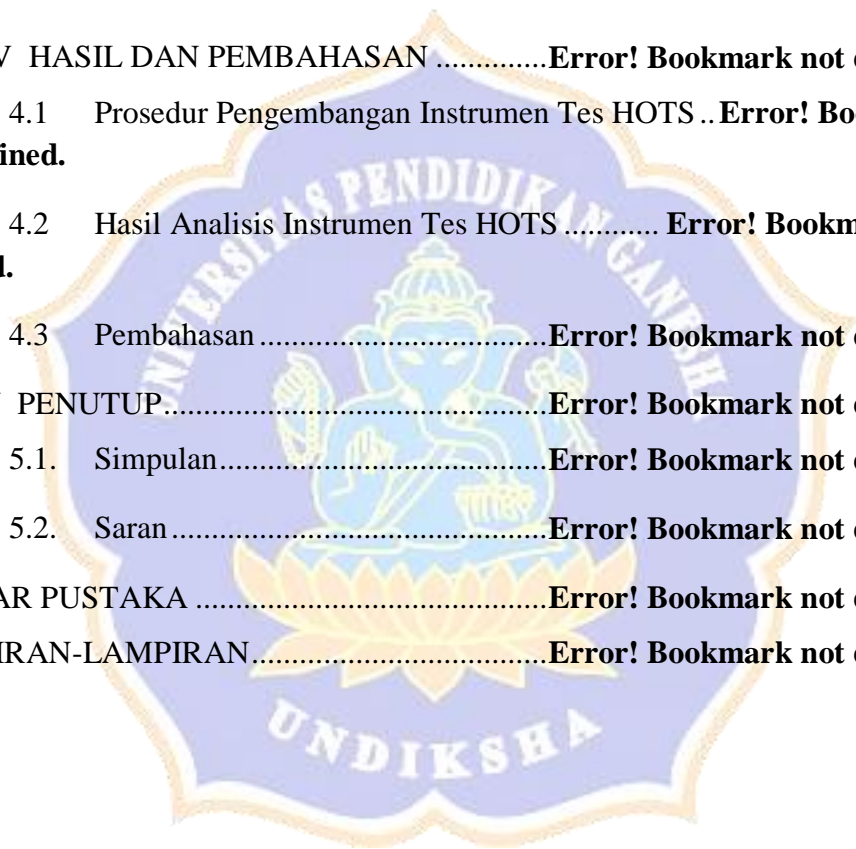 V HASIL DAN PEMBAHASAN ..............Error! Bookmark not
4.1 Prosedur Pengembangan Instrumen Tes HOTS ..Error! Boo
ined.
4.2 Hasil Analisis Instrumen Tes HOTS ............ Error! Bookm
d.
4.3 Pembahasan ....................................Error! Bookmark not
PENUTUP................................................Error! Bookmark not
5.1. Simpulan.........................................Error! Bookmark not
5.2. Saran ...............................................Error! Bookmark not
AR PUSTAKA ............................................Error! Bookmark not
IRAN-LAMPIRAN.....................................Error! Bookmark not
UNIVERSITAS PENDIDIKAN GANESHA
UNDIKSHA